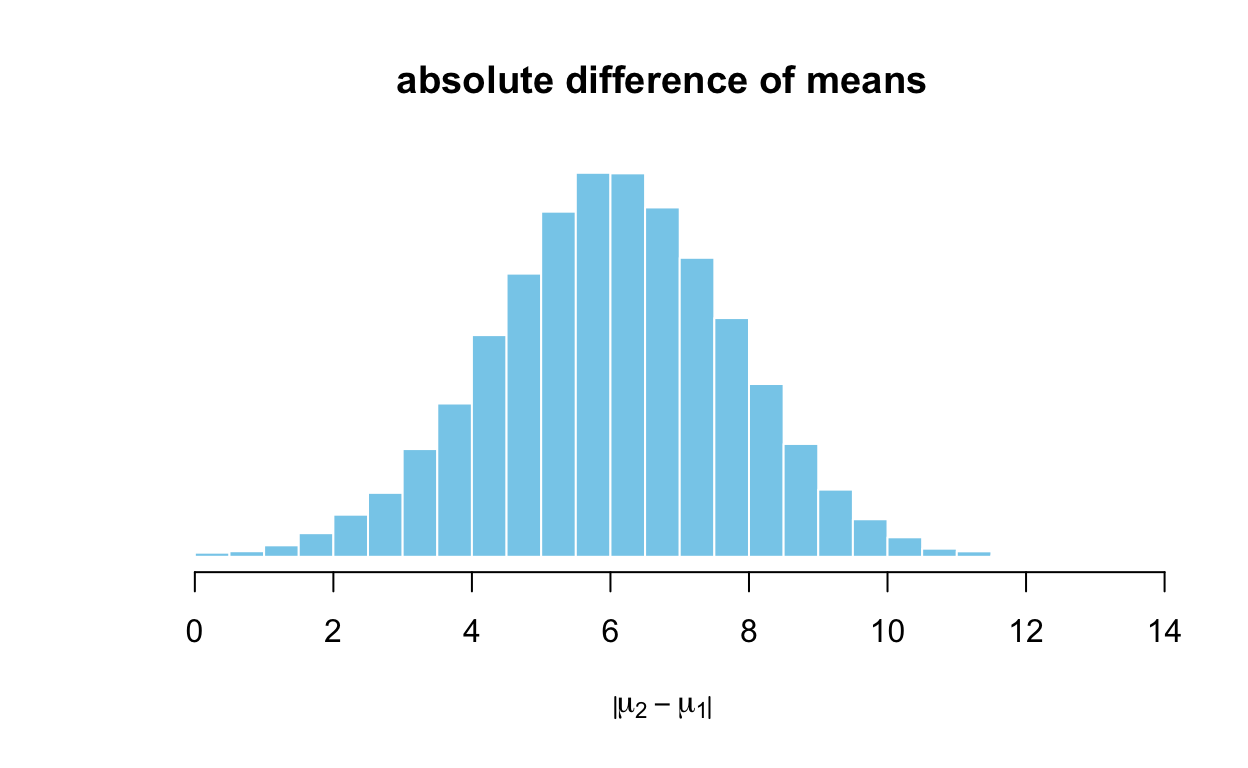 absolute difference of means
0 2 4 6 8 10 12 14
|μ₂ − μ₁|